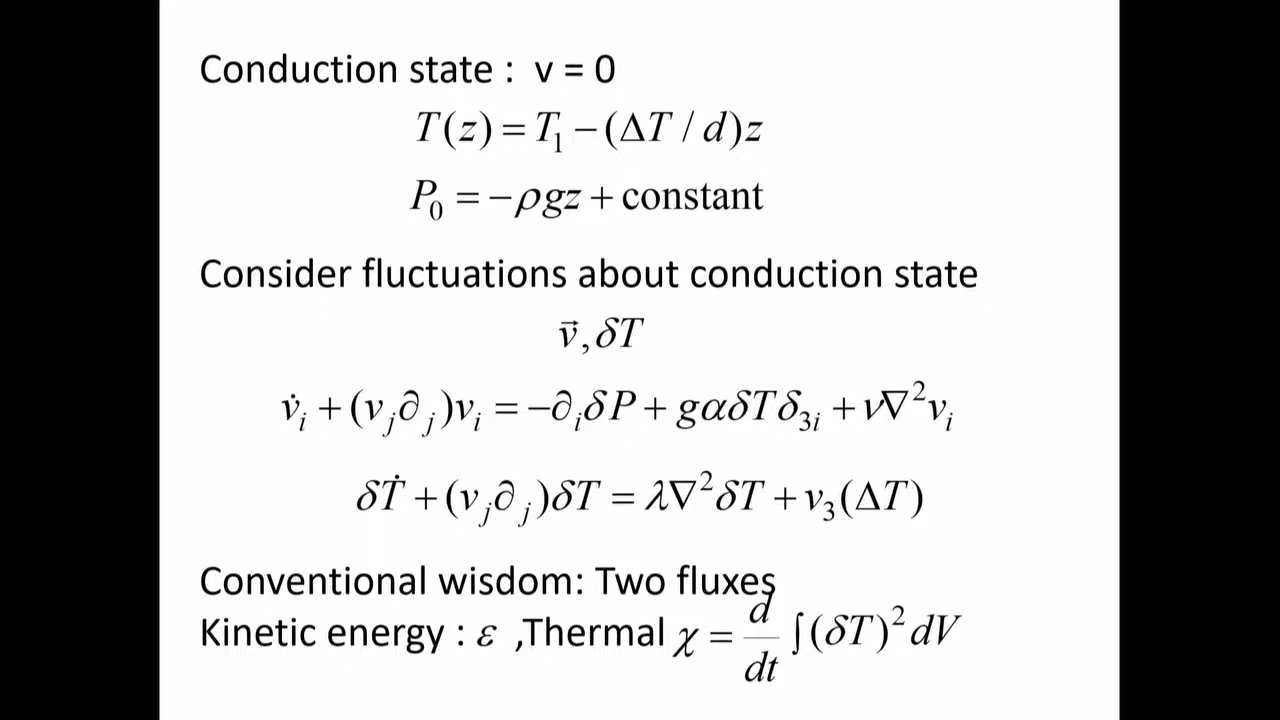 Conduction state : v = 0
T(z) = T₁ − (ΔT / d)z
P₀ = −ρgz + constant
Consider fluctuations about conduction state
v⃗, δT
v̇ᵢ + (vⱼ∂ⱼ)vᵢ = −∂ᵢδP + gαδTδ₃ᵢ + ν∇²vᵢ
δṪ + (vⱼ∂ⱼ)δT = λ∇²δT + v₃(ΔT)
Conventional wisdom: Two fluxes
Kinetic energy : ε ,Thermal χ = d/dt ∫(δT)² dV